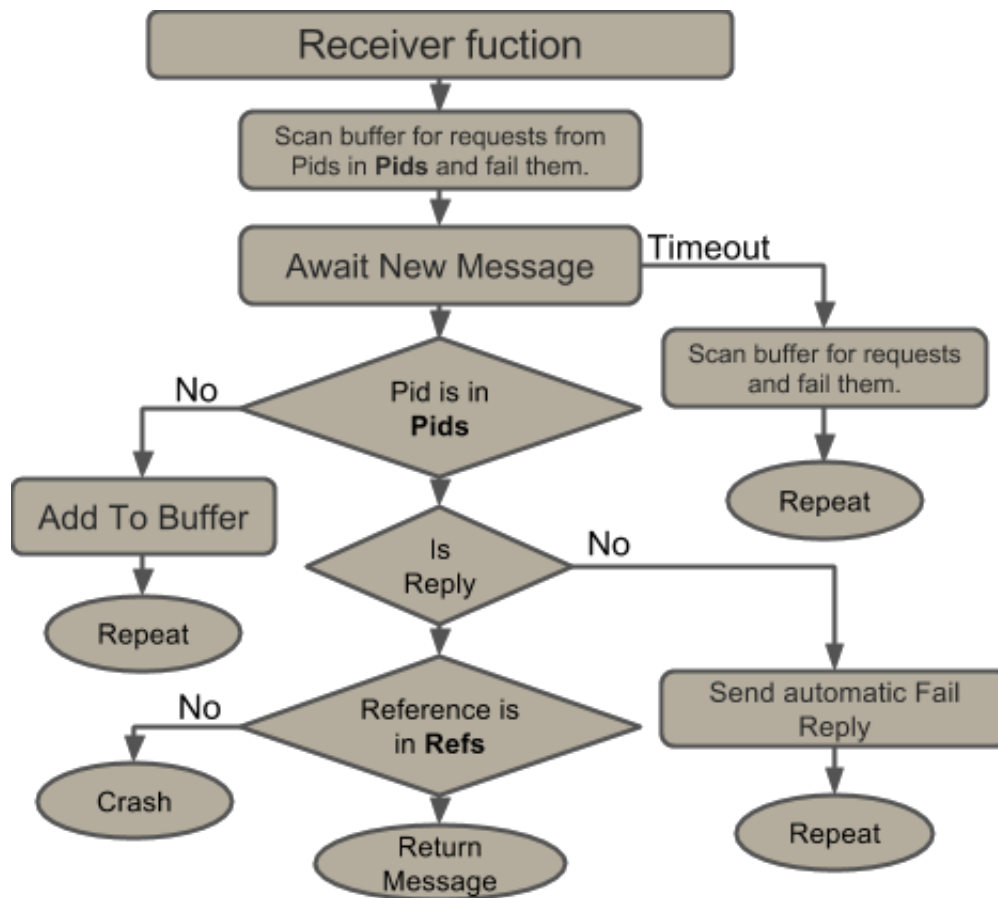 Receiver fuction
Scan buffer for requests from
Pids in Pids and fail them.
Await New Message
Timeout
Scan buffer for requests
and fail them.
Repeat
Pid is in
Pids
No
Add To Buffer
Repeat
Is
Reply
No
Send automatic Fail
Reply
Repeat
Reference is
in Refs
No
Crash
Return
Message